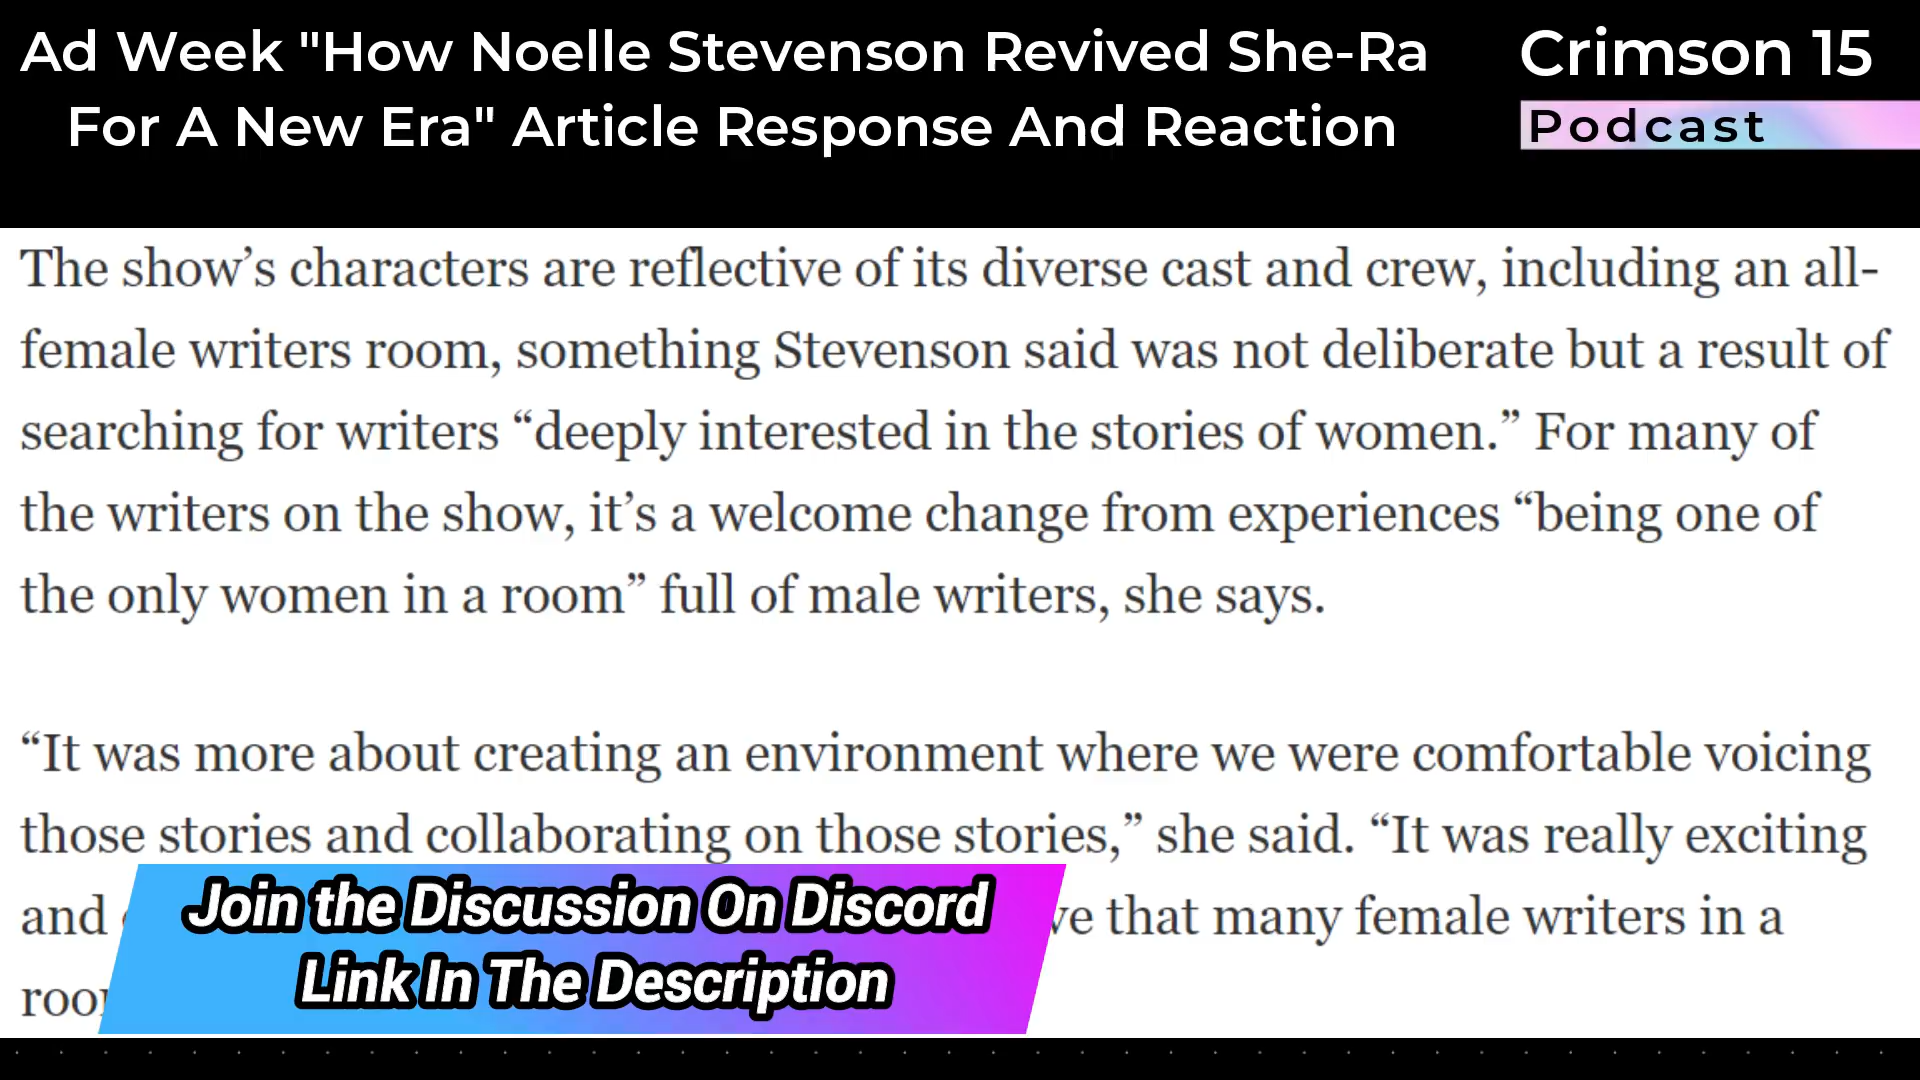 Ad Week "How Noelle Stevenson Revived She-Ra
For A New Era" Article Response And Reaction
Crimson 15
Podcast
The show’s characters are reflective of its diverse cast and crew, including an all-
female writers room, something Stevenson said was not deliberate but a result of
searching for writers “deeply interested in the stories of women.” For many of
the writers on the show, it’s a welcome change from experiences “being one of
the only women in a room” full of male writers, she says.
“It was more about creating an environment where we were comfortable voicing
those stories and collaborating on those stories,” she said. “It was really exciting
and that many female writers in a
Join the Discussion On Discord
Link In The Description